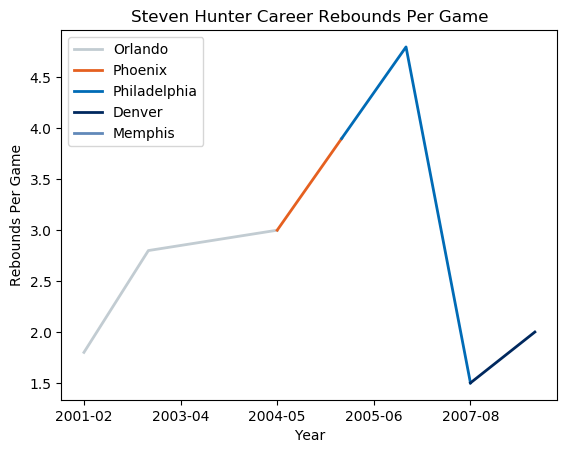 Steven Hunter Career Rebounds Per Game
Orlando
Phoenix
Philadelphia
Denver
Memphis
Rebounds Per Game
4.5
4.0
3.5
3.0
2.5
2.0
1.5
2001-02 2003-04 2004-05 2005-06 2007-08
Year